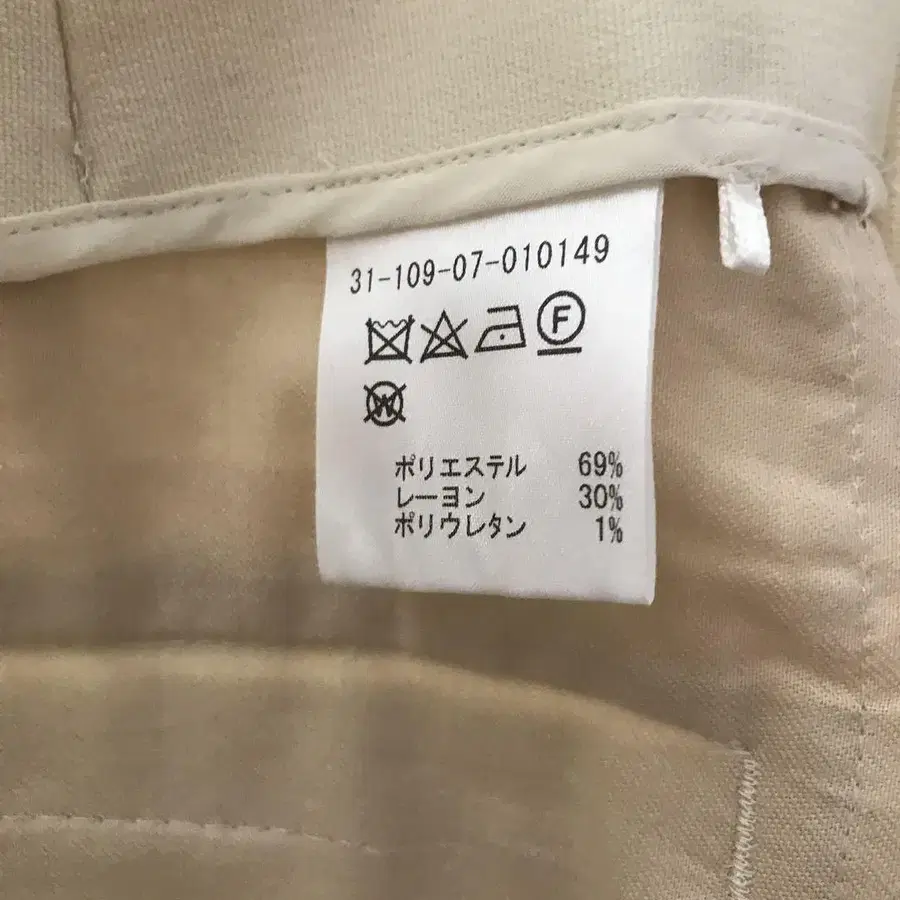 31-109-07-010149
F
W
ポリエステル 69%
レーヨン 30%
ポリウレタン 1%